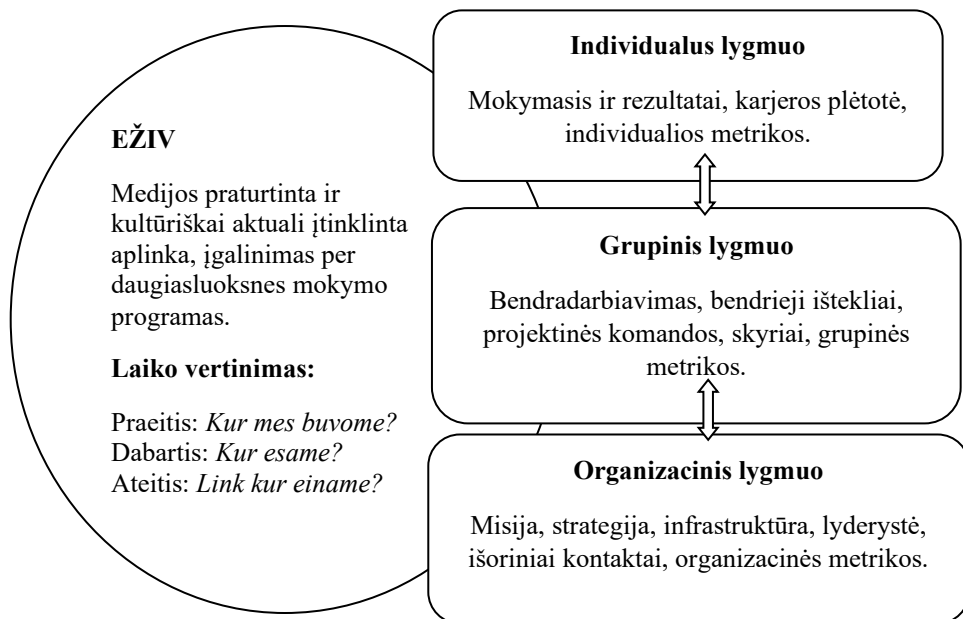 EŽIV
Medijos praturtinta ir
kultūriškai aktuali įtinklinta
aplinka, įgalinimas per
daugiasluoksnes mokymo
programas.
Laiko vertinimas:
Praeitis: Kur mes buvome?
Dabartis: Kur esame?
Ateitis: Link kur einame?
Individualus lygmuo
Mokymasis ir rezultatai, karjeros plėtotė,
individualios metrikos.
Grupinis lygmuo
Bendradarbiavimas, bendrieji ištekliai,
projektinės komandos, skyriai, grupinės
metrikos.
Organizacinis lygmuo
Misija, strategija, infrastruktūra, lyderystė,
išoriniai kontaktai, organizacinės metrikos.